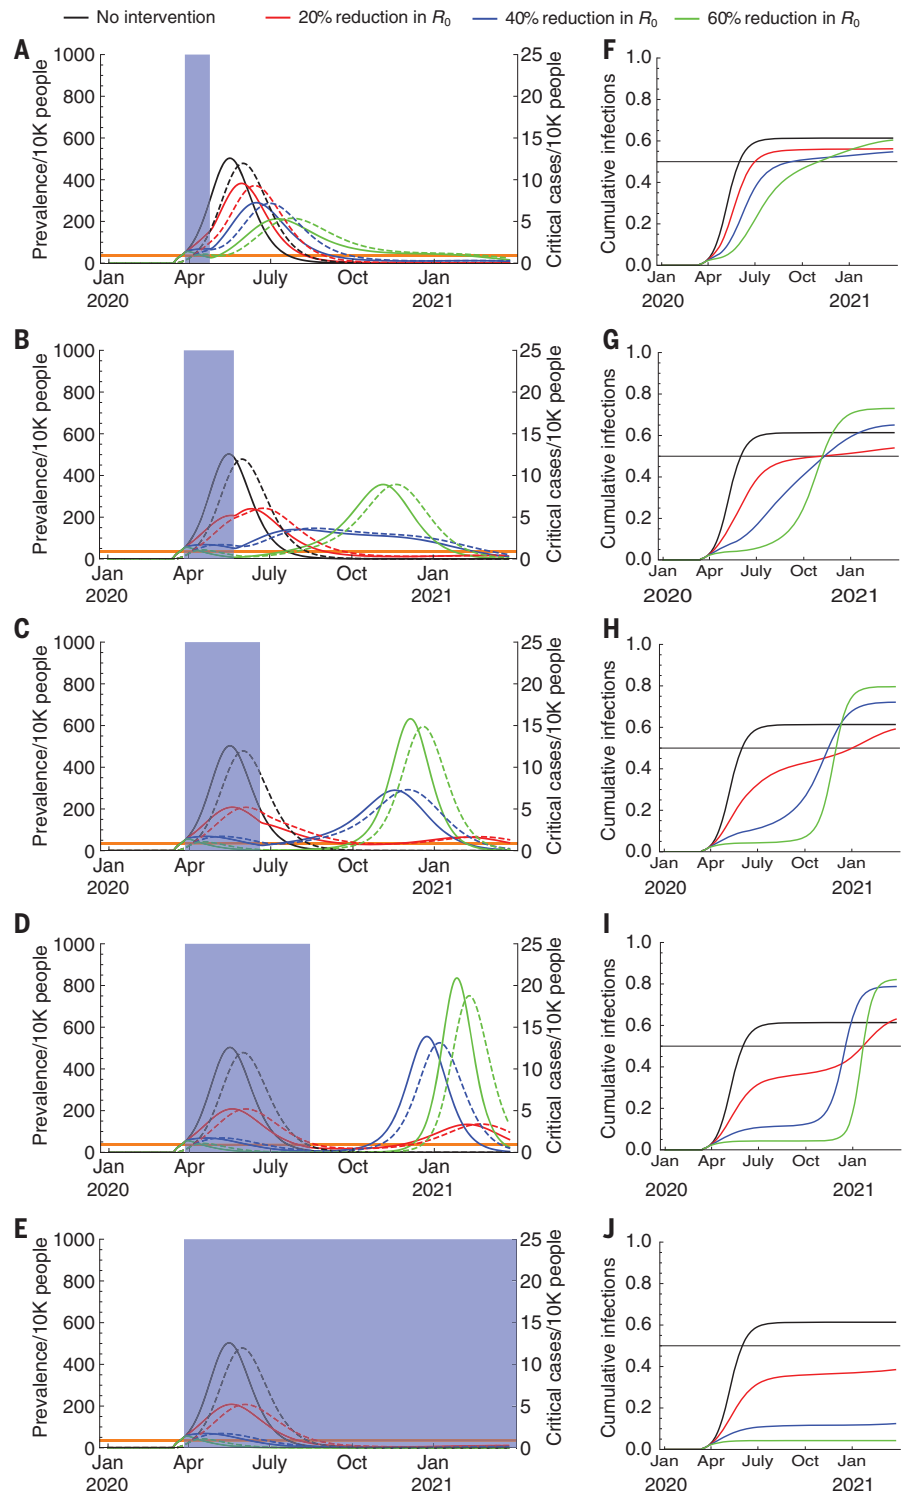 No intervention 20% reduction in R0 40% reduction in R0 60% reduction in R0
A
Prevalence/10K people
1000
800
600
400
200
0
25
20
15
10
5
0
Critical cases/10K people
Jan Apr July Oct Jan
2020 2021
F
Cumulative infections
1.0
0.8
0.6
0.4
0.2
0.0
Jan Apr July Oct Jan
2020 2021
B
Prevalence/10K people
1000
800
600
400
200
0
25
20
15
10
5
0
Critical cases/10K people
Jan Apr July Oct Jan
2020 2021
G
Cumulative infections
1.0
0.8
0.6
0.4
0.2
0.0
Jan Apr July Oct Jan
2020 2021
C
Prevalence/10K people
1000
800
600
400
200
0
25
20
15
10
5
0
Critical cases/10K people
Jan Apr July Oct Jan
2020 2021
H
Cumulative infections
1.0
0.8
0.6
0.4
0.2
0.0
Jan Apr July Oct Jan
2020 2021
D
Prevalence/10K people
1000
800
600
400
200
0
25
20
15
10
5
0
Critical cases/10K people
Jan Apr July Oct Jan
2020 2021
I
Cumulative infections
1.0
0.8
0.6
0.4
0.2
0.0
Jan Apr July Oct Jan
2020 2021
E
Prevalence/10K people
1000
800
600
400
200
0
25
20
15
10
5
0
Critical cases/10K people
Jan Apr July Oct Jan
2020 2021
J
Cumulative infections
1.0
0.8
0.6
0.4
0.2
0.0
Jan Apr July Oct Jan
2020 2021